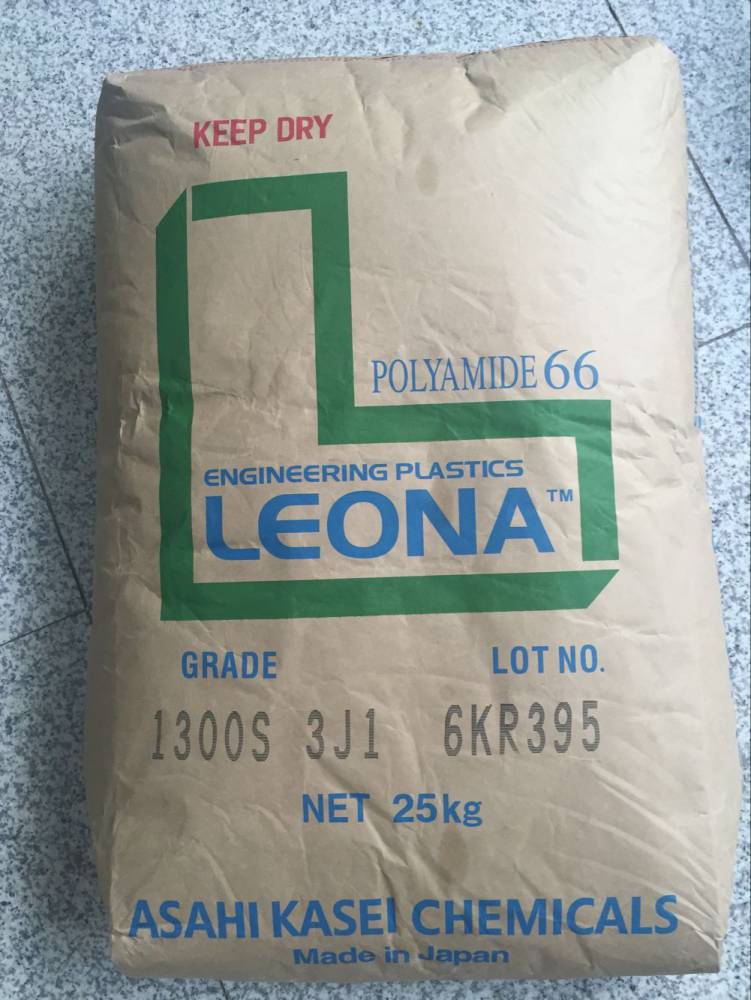 KEEP DRY
POLYAMIDE 66
ENGINEERING PLASTICS
LEONA™
GRADE LOT NO.
1300S 3J1 6KR395
NET 25kg
ASAHI KASEI CHEMICALS
Made in Japan